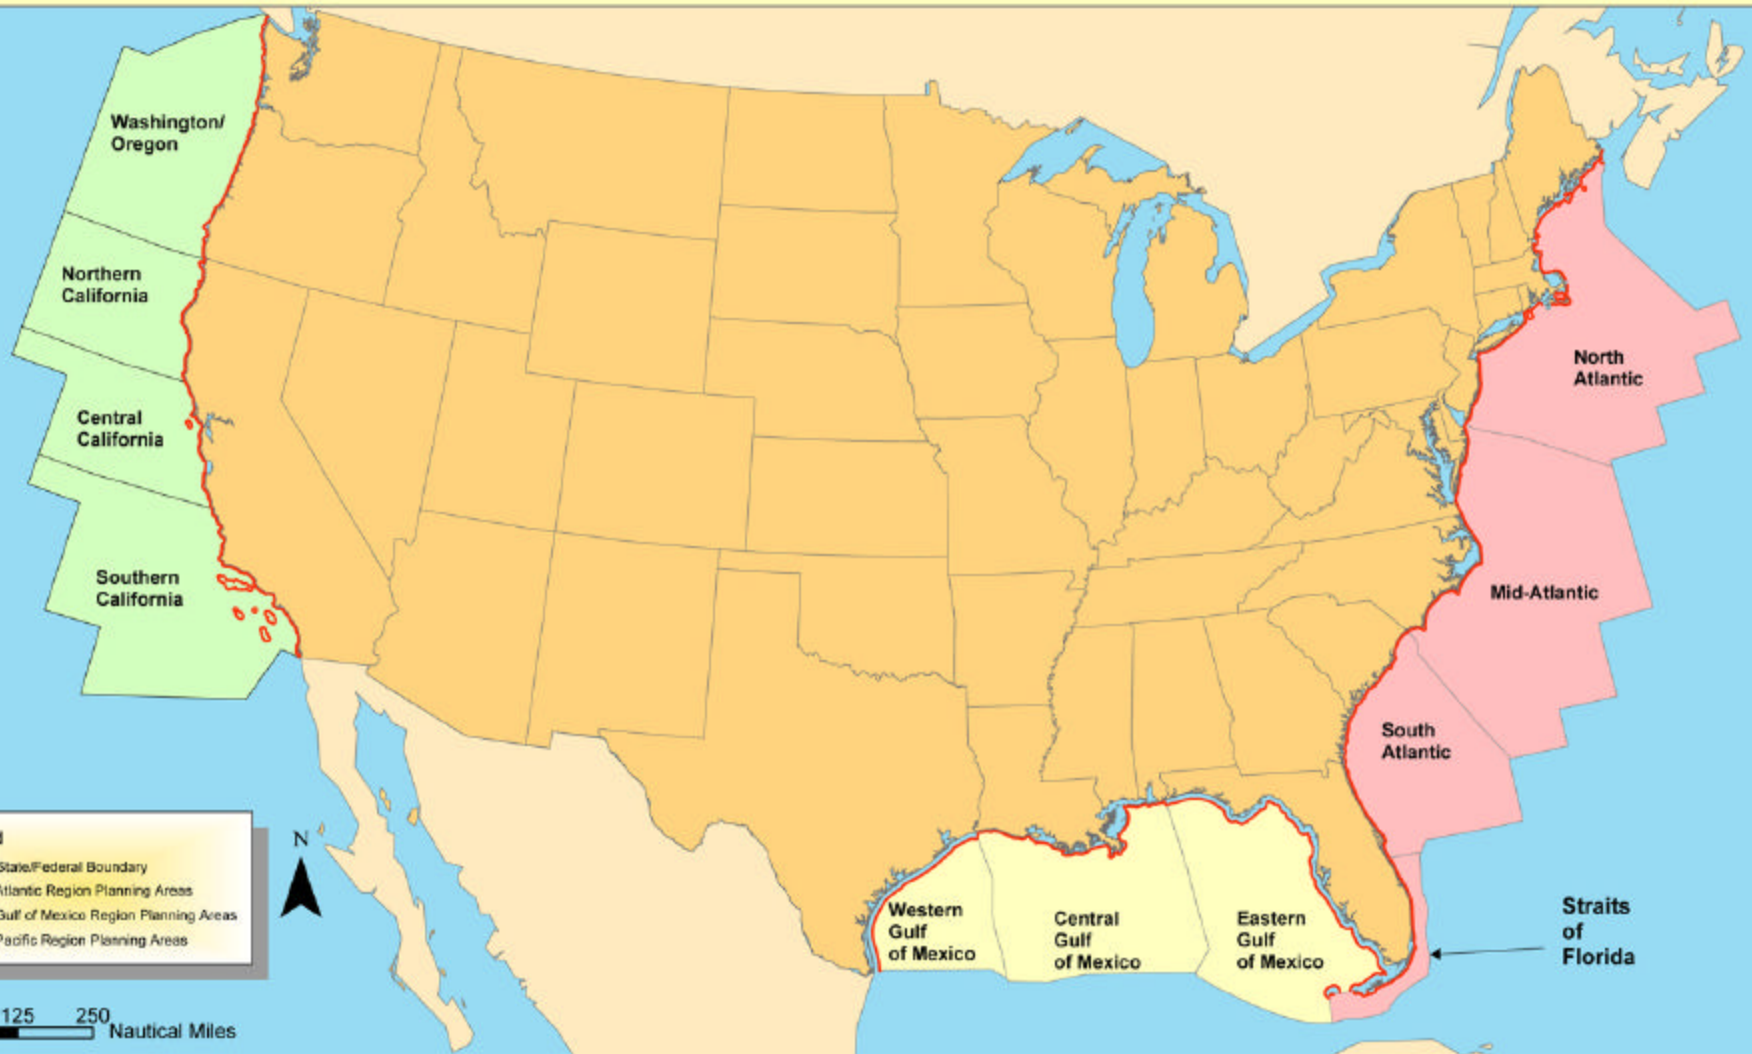 Washington/
Oregon
Northern
California
Central
California
Southern
California
North
Atlantic
Mid-Atlantic
South
Atlantic
Straits
of
Florida
Western
Gulf
of Mexico
Central
Gulf
of Mexico
Eastern
Gulf
of Mexico
State/Federal Boundary
Atlantic Region Planning Areas
Gulf of Mexico Region Planning Areas
Pacific Region Planning Areas
N
125 250
Nautical Miles